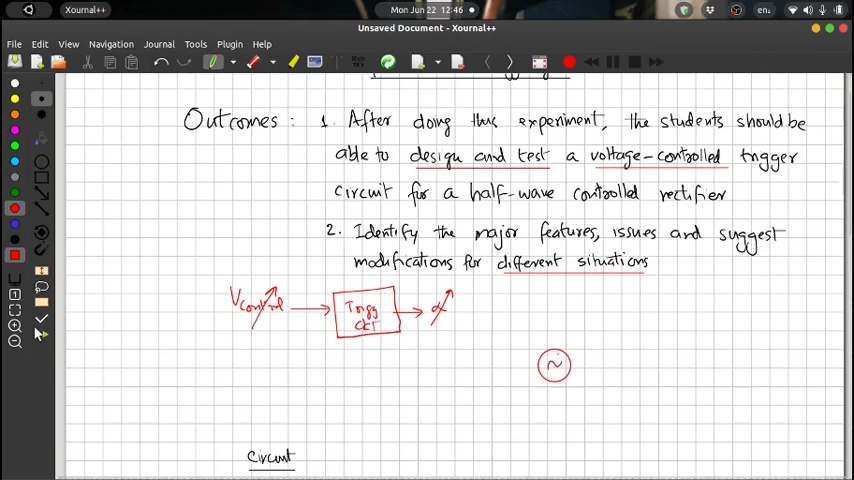 Mon Jun 22 12:46
en₁
Unsaved Document - Xournal++
File Edit View Navigation Journal Tools Plugin Help
Outcomes : 1. After doing this experiment, the students should be
able to design and test a voltage-controlled trigger
circuit for a half-wave controlled rectifier
2. Identify the major features, issues and suggest
modifications for different situations
Vcontrol
Trigg
CKT
α
~
Circuit